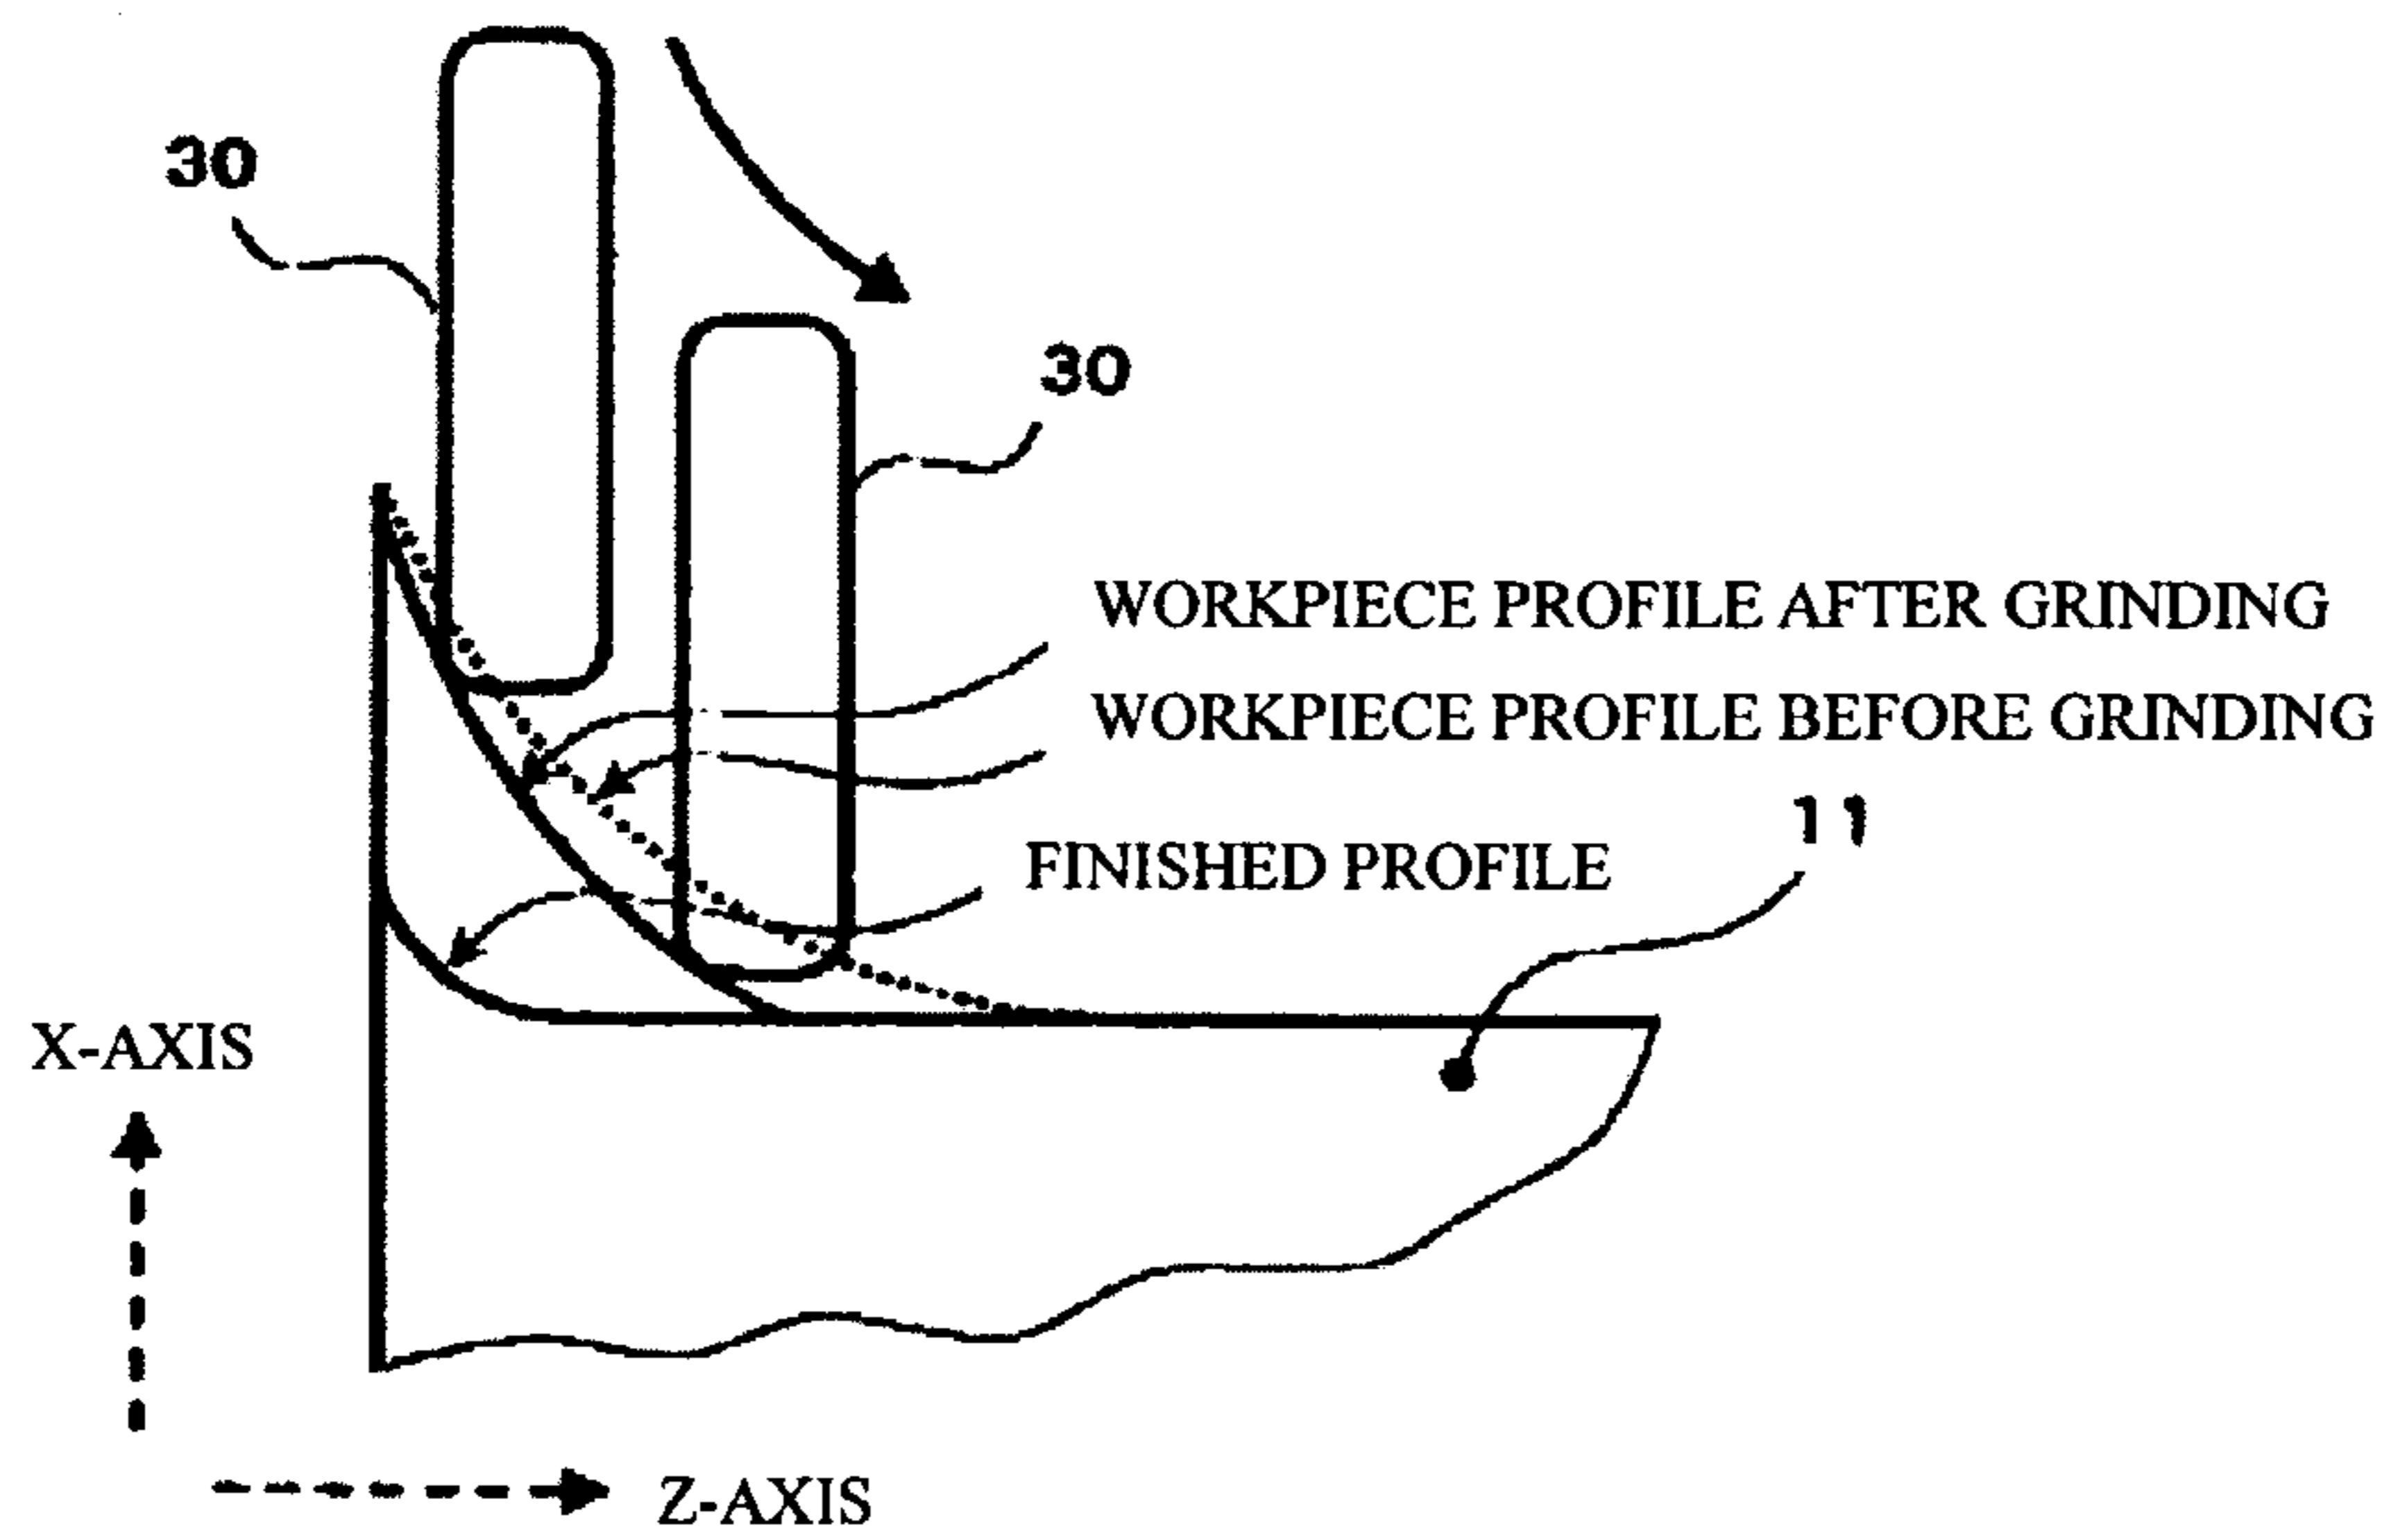 30
30
WORKPIECE PROFILE AFTER GRINDING
WORKPIECE PROFILE BEFORE GRINDING
11
FINISHED PROFILE
X-AXIS
Z-AXIS